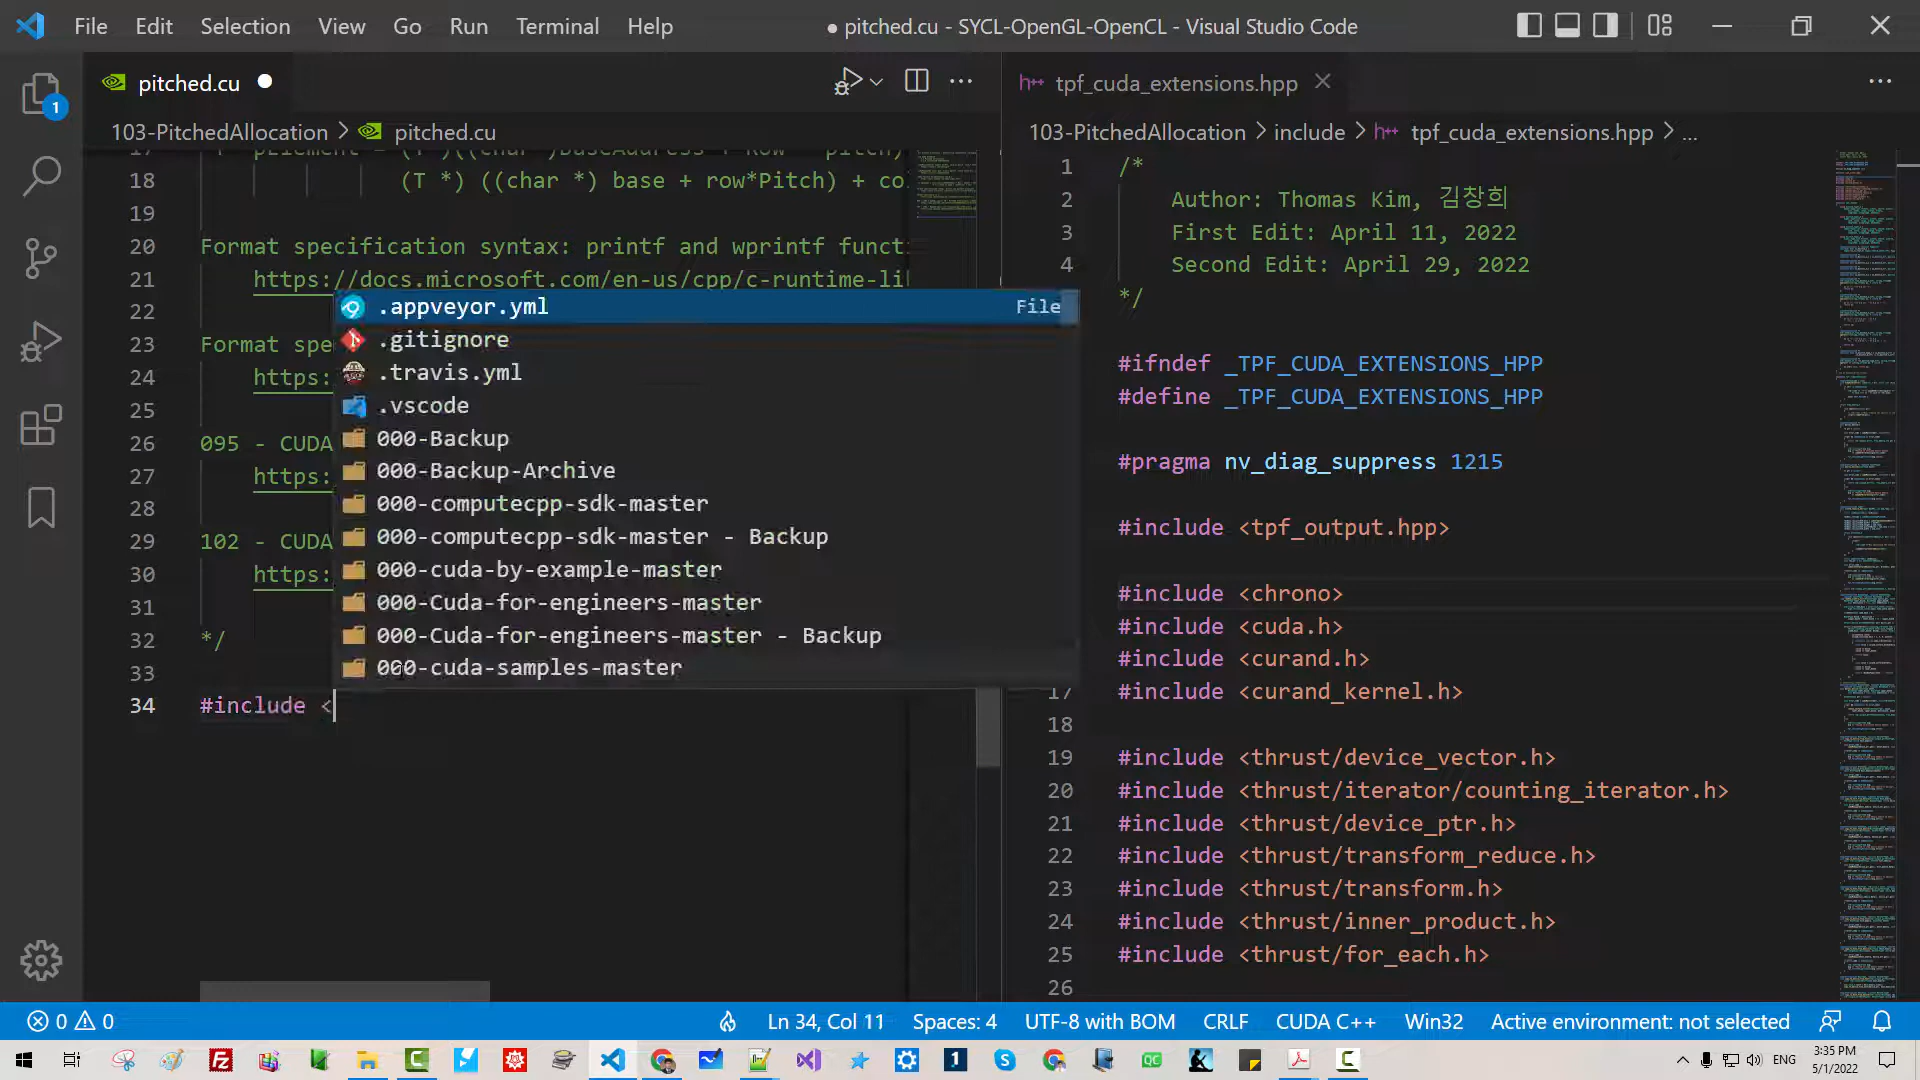 File Edit Selection View Go Run Terminal Help
● pitched.cu - SYCL-OpenGL-OpenCL - Visual Studio Code
pitched.cu
103-PitchedAllocation > pitched.cu
18 (T *) ((char *) base + row*Pitch) + co
19
20 Format specification syntax: printf and wprintf funct
21 https://docs.microsoft.com/en-us/cpp/c-runtime-li
22
23 Format spe
24 https:
25
26 095 - CUDA
27 https:
28
29 102 - CUDA
30 https:
31
32 */
33
34 #include <
.appveyor.yml File
.gitignore
.travis.yml
.vscode
000-Backup
000-Backup-Archive
000-computecpp-sdk-master
000-computecpp-sdk-master - Backup
000-cuda-by-example-master
000-Cuda-for-engineers-master
000-Cuda-for-engineers-master - Backup
000-cuda-samples-master
tpf_cuda_extensions.hpp
103-PitchedAllocation > include > tpf_cuda_extensions.hpp > ...
1 /*
2 Author: Thomas Kim, 김창희
3 First Edit: April 11, 2022
4 Second Edit: April 29, 2022
*/
#ifndef _TPF_CUDA_EXTENSIONS_HPP
#define _TPF_CUDA_EXTENSIONS_HPP
#pragma nv_diag_suppress 1215
#include <tpf_output.hpp>
#include <chrono>
#include <cuda.h>
#include <curand.h>
17 #include <curand_kernel.h>
18
19 #include <thrust/device_vector.h>
20 #include <thrust/iterator/counting_iterator.h>
21 #include <thrust/device_ptr.h>
22 #include <thrust/transform_reduce.h>
23 #include <thrust/transform.h>
24 #include <thrust/inner_product.h>
25 #include <thrust/for_each.h>
26
0 0 Ln 34, Col 11 Spaces: 4 UTF-8 with BOM CRLF CUDA C++ Win32 Active environment: not selected
ENG 3:35 PM
5/1/2022